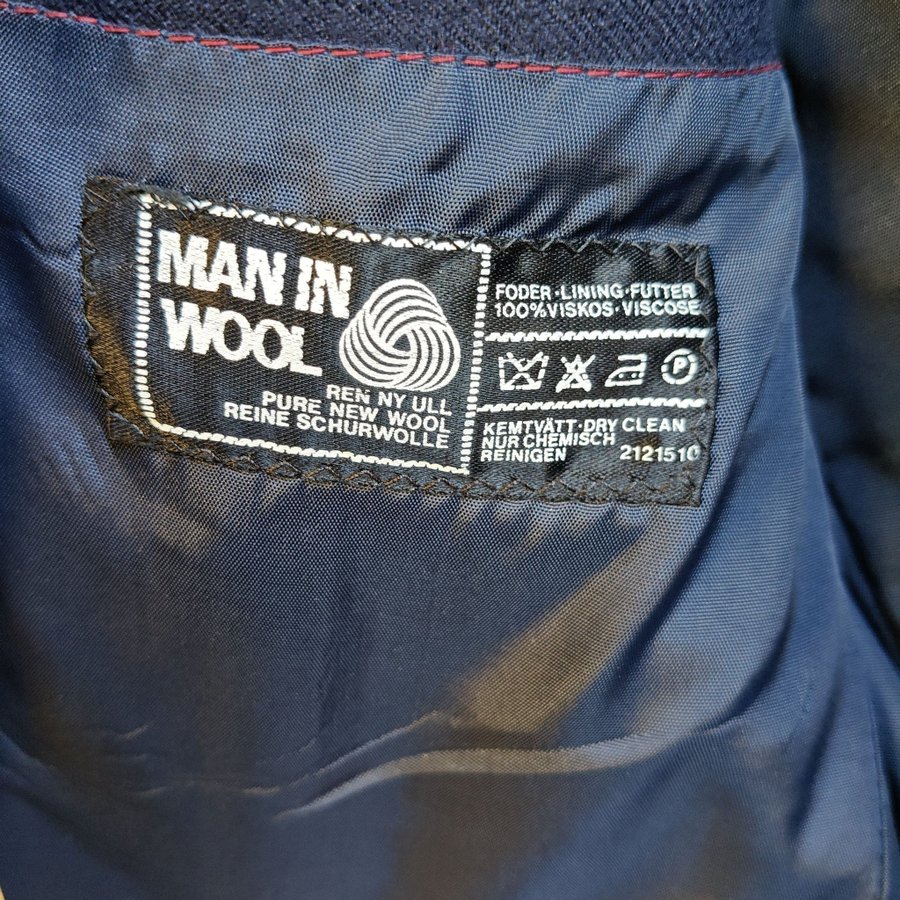 MAN IN
WOOL
REN NY ULL
PURE NEW WOOL
REINE SCHURWOLLE
FODER·LINING·FUTTER
100%VISKOS·VISCOSE
P
KEMTVÄTT·DRY CLEAN
NUR CHEMISCH
REINIGEN 2121510